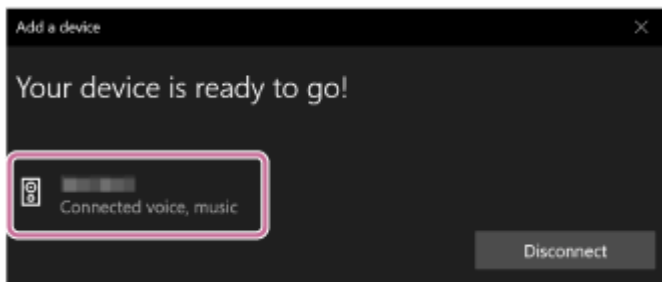 Add a device
Your device is ready to go!
Connected voice, music
Disconnect